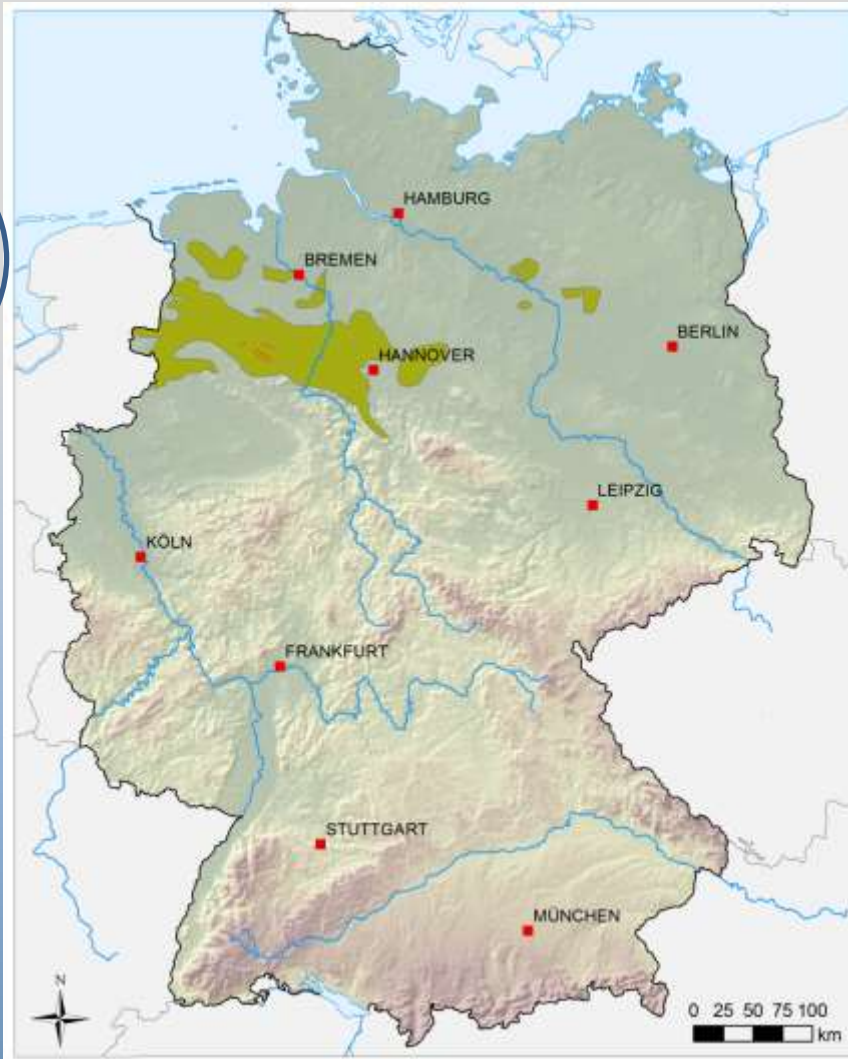 HAMBURG
BREMEN
BERLIN
HANNOVER
LEIPZIG
KÖLN
FRANKFURT
STUTTGART
MÜNCHEN
N
0 25 50 75 100
km